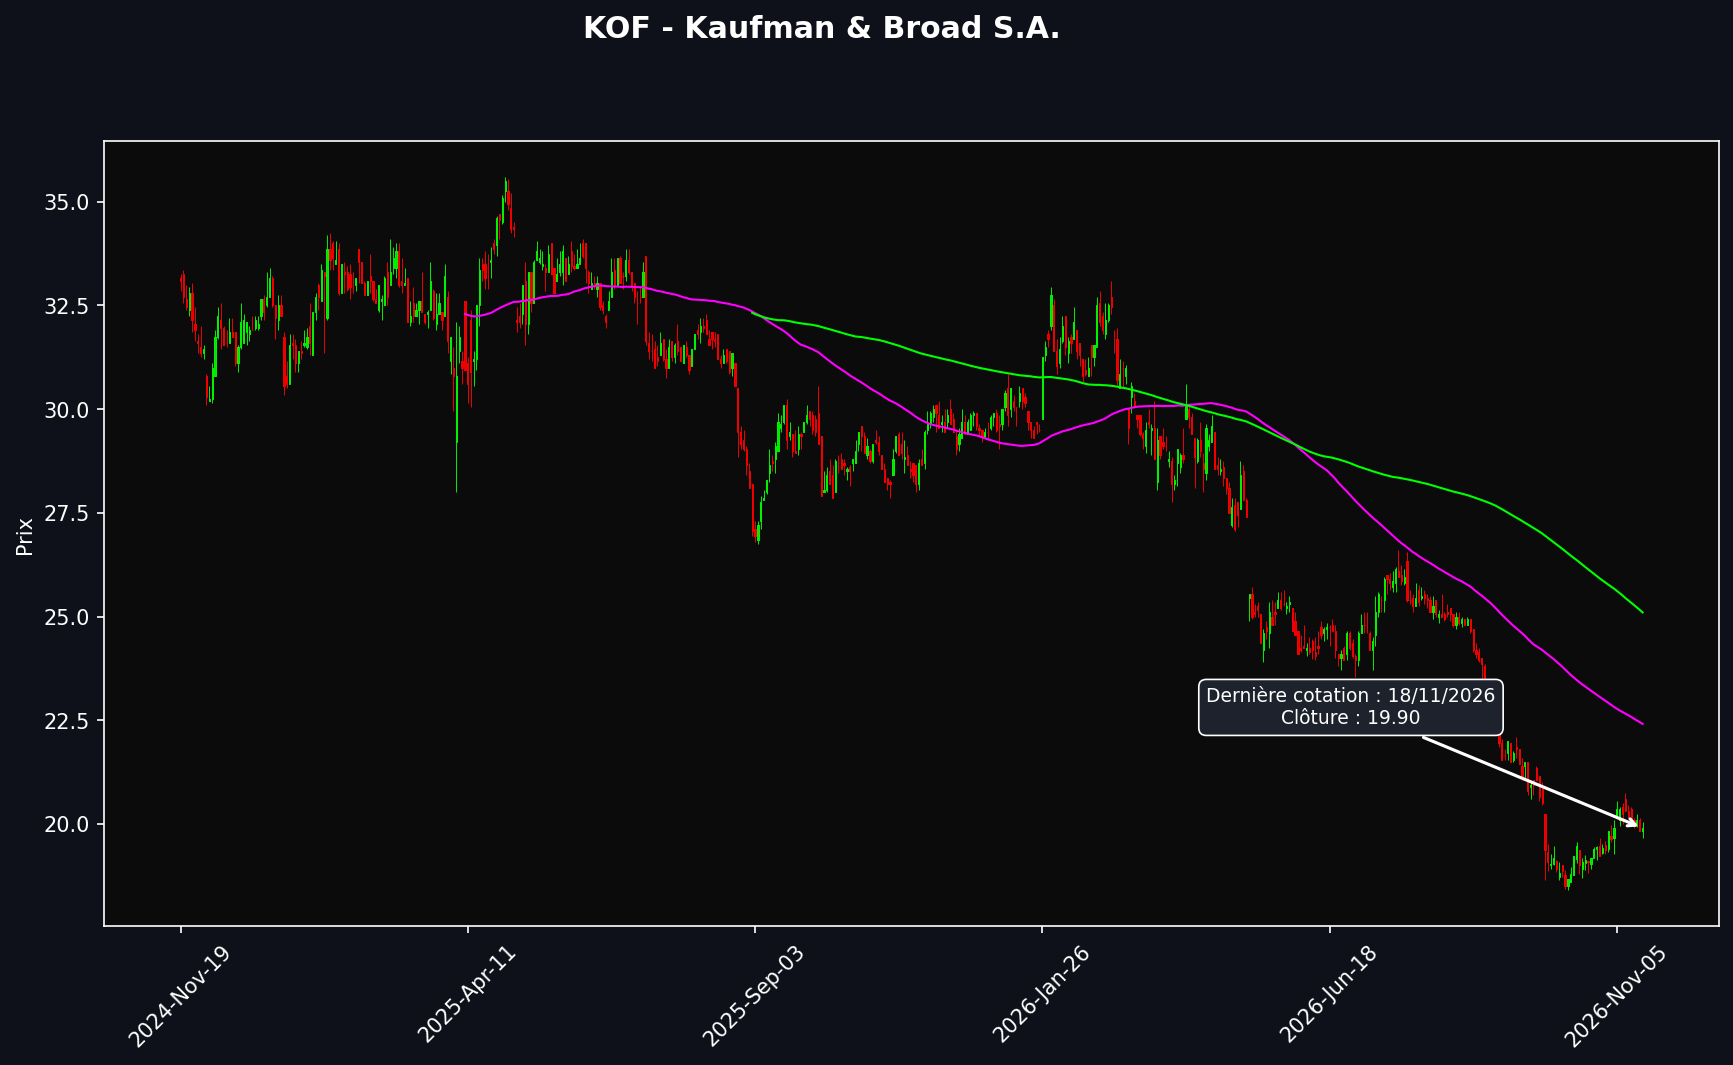 KOF - Kaufman & Broad S.A.
35.0
32.5
30.0
27.5
25.0
22.5
20.0
Prix
Dernière cotation : 18/11/2026
Clôture : 19.90
2024-Nov-19
2025-Apr-11
2025-Sep-03
2026-Jan-26
2026-Jun-18
2026-Nov-05